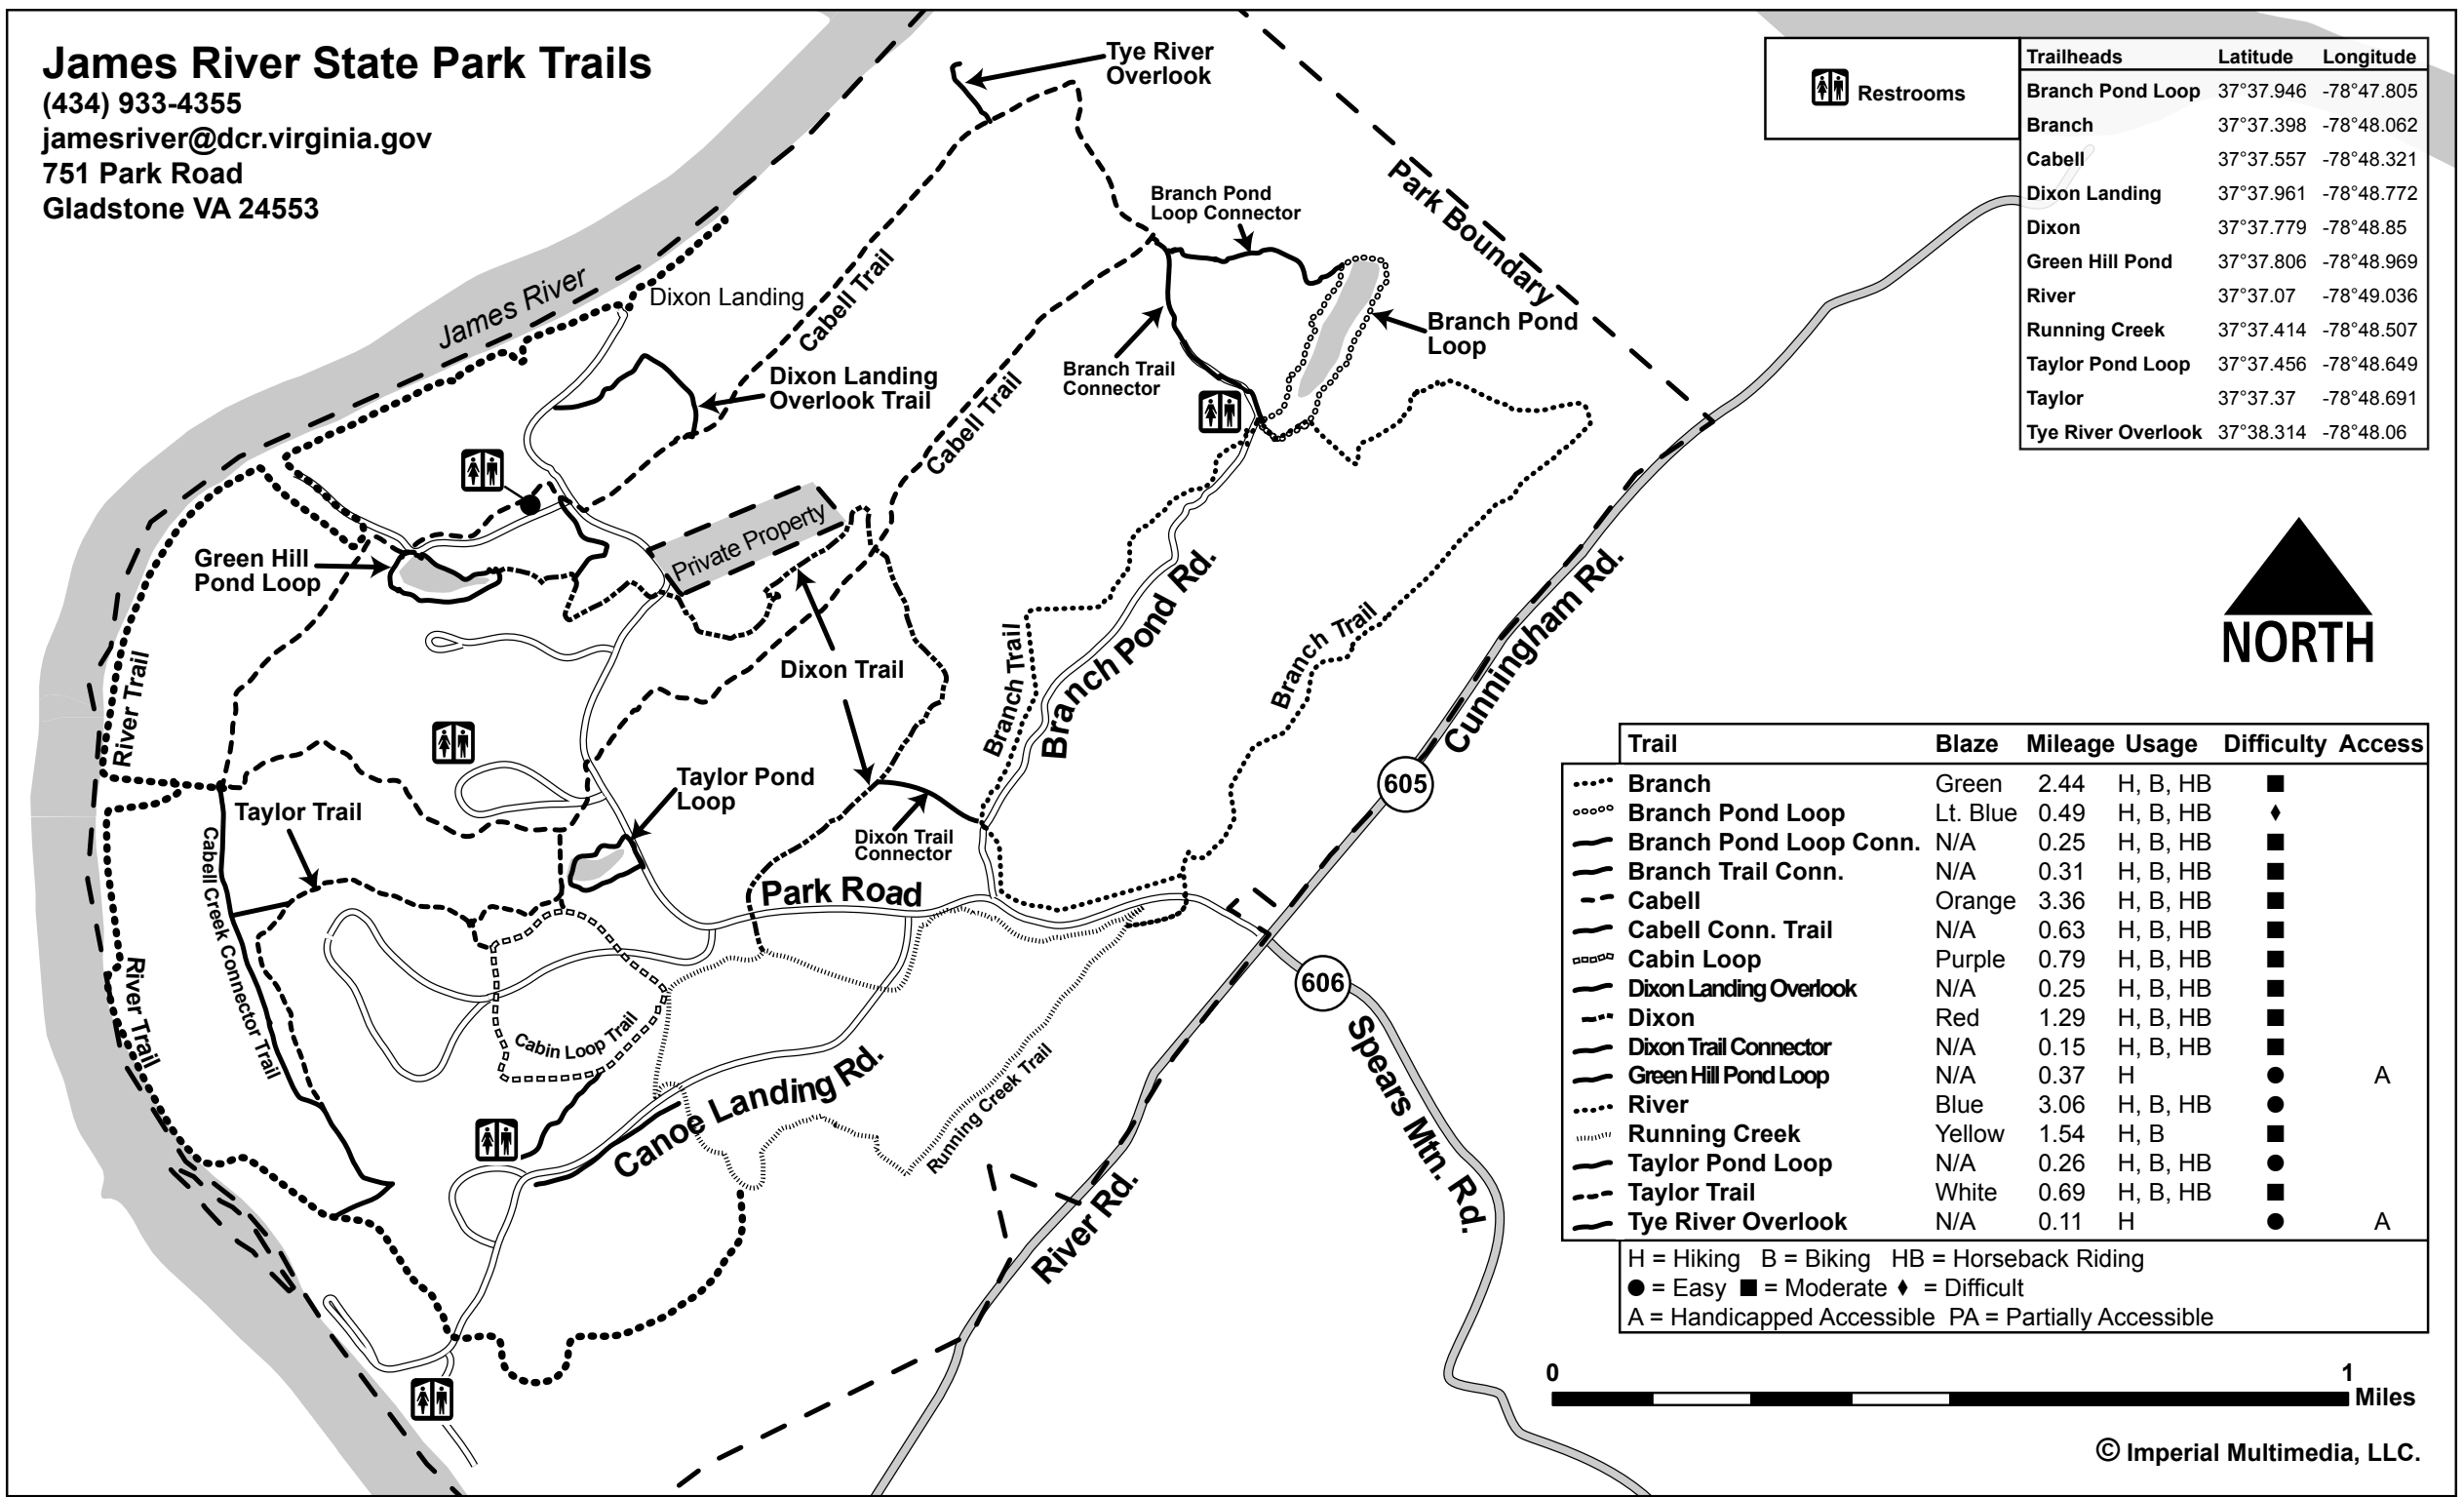 James River State Park Trails
(434) 933-4355
jamesriver@dcr.virginia.gov
751 Park Road
Gladstone VA 24553
Tye River
Overlook
Restrooms
Trailheads Latitude Longitude
Branch Pond Loop 37°37.946 -78°47.805
Branch 37°37.398 -78°48.062
Cabell 37°37.557 -78°48.321
Dixon Landing 37°37.961 -78°48.772
Dixon 37°37.779 -78°48.85
Green Hill Pond 37°37.806 -78°48.969
River 37°37.07 -78°49.036
Running Creek 37°37.414 -78°48.507
Taylor Pond Loop 37°37.456 -78°48.649
Taylor 37°37.37 -78°48.691
Tye River Overlook 37°38.314 -78°48.06
Park Boundary
Branch Pond
Loop Connector
James River
Dixon Landing
Cabell Trail
Branch Pond
Loop
Branch Trail
Connector
Dixon Landing
Overlook Trail
Cabell Trail
Private Property
Green Hill
Pond Loop
Dixon Trail
Branch Trail
Branch Pond Rd.
Branch Trail
Cunningham Rd.
NORTH
River Trail
Taylor Pond
Loop
Taylor Trail
Dixon Trail
Connector
605
Park Road
Cabell Creek Connector Trail
River Trail
Cabin Loop Trail
Canoe Landing Rd.
Running Creek Trail
606
Spears Mtn. Rd.
River Rd.
Trail Blaze Mileage Usage Difficulty Access
Branch Green 2.44 H, B, HB ■
Branch Pond Loop Lt. Blue 0.49 H, B, HB ♦
Branch Pond Loop Conn. N/A 0.25 H, B, HB ■
Branch Trail Conn. N/A 0.31 H, B, HB ■
Cabell Orange 3.36 H, B, HB ■
Cabell Conn. Trail N/A 0.63 H, B, HB ■
Cabin Loop Purple 0.79 H, B, HB ■
Dixon Landing Overlook N/A 0.25 H, B, HB ■
Dixon Red 1.29 H, B, HB ■
Dixon Trail Connector N/A 0.15 H, B, HB ■
Green Hill Pond Loop N/A 0.37 H ● A
River Blue 3.06 H, B, HB ●
Running Creek Yellow 1.54 H, B ■
Taylor Pond Loop N/A 0.26 H, B, HB ●
Taylor Trail White 0.69 H, B, HB ■
Tye River Overlook N/A 0.11 H ● A
H = Hiking B = Biking HB = Horseback Riding
● = Easy ■ = Moderate ♦ = Difficult
A = Handicapped Accessible PA = Partially Accessible
0 1
Miles
© Imperial Multimedia, LLC.